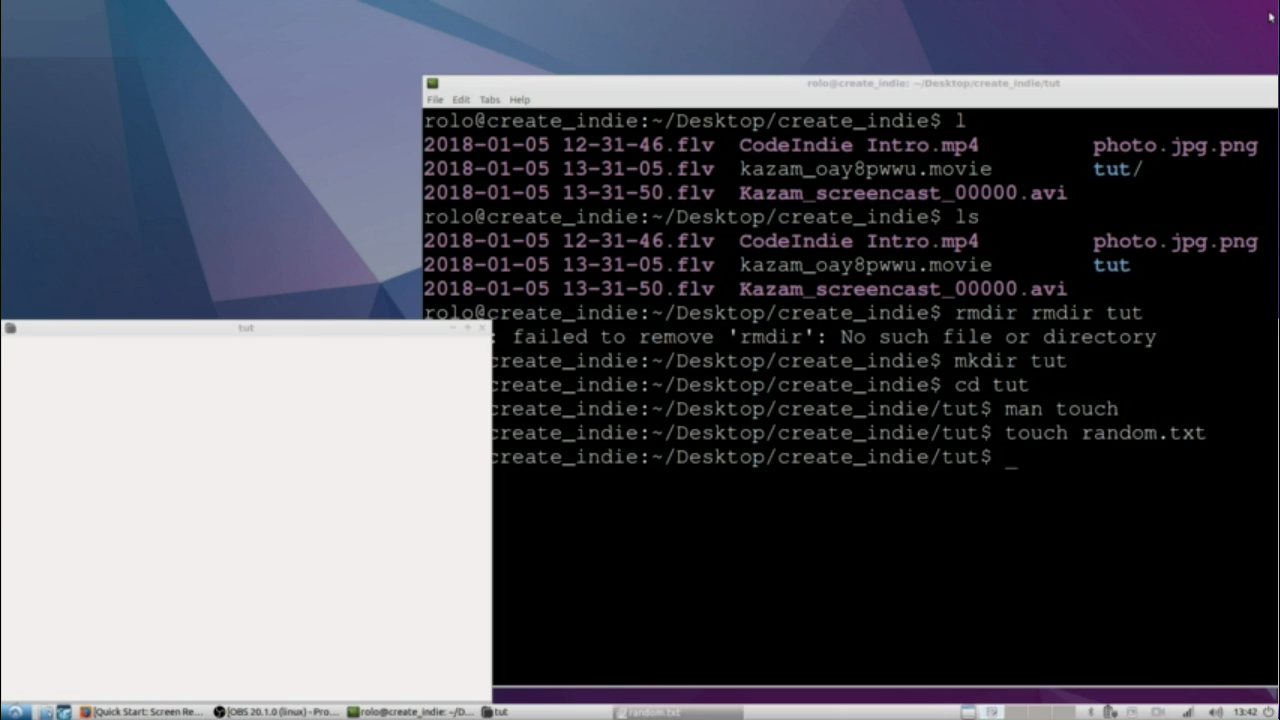 rolo@create_indie: ~/Desktop/create_indie/tut
File Edit Tabs Help
rolo@create_indie:~/Desktop/create_indie$ l
2018-01-05 12-31-46.flv CodeIndie Intro.mp4 photo.jpg.png
2018-01-05 13-31-05.flv kazam_oay8pwwu.movie tut/
2018-01-05 13-31-50.flv Kazam_screencast_00000.avi
rolo@create_indie:~/Desktop/create_indie$ ls
2018-01-05 12-31-46.flv CodeIndie Intro.mp4 photo.jpg.png
2018-01-05 13-31-05.flv kazam_oay8pwwu.movie tut
2018-01-05 13-31-50.flv Kazam_screencast_00000.avi
rolo@create_indie:~/Desktop/create_indie$ rmdir rmdir tut
: failed to remove 'rmdir': No such file or directory
create_indie:~/Desktop/create_indie$ mkdir tut
create_indie:~/Desktop/create_indie$ cd tut
create_indie:~/Desktop/create_indie/tut$ man touch
create_indie:~/Desktop/create_indie/tut$ touch random.txt
create_indie:~/Desktop/create_indie/tut$ _
tut
[Quick Start: Screen Re... [OBS 20.1.0 (linux) - Pro... rolo@create_indie: ~/D... tut random.txt 13:42